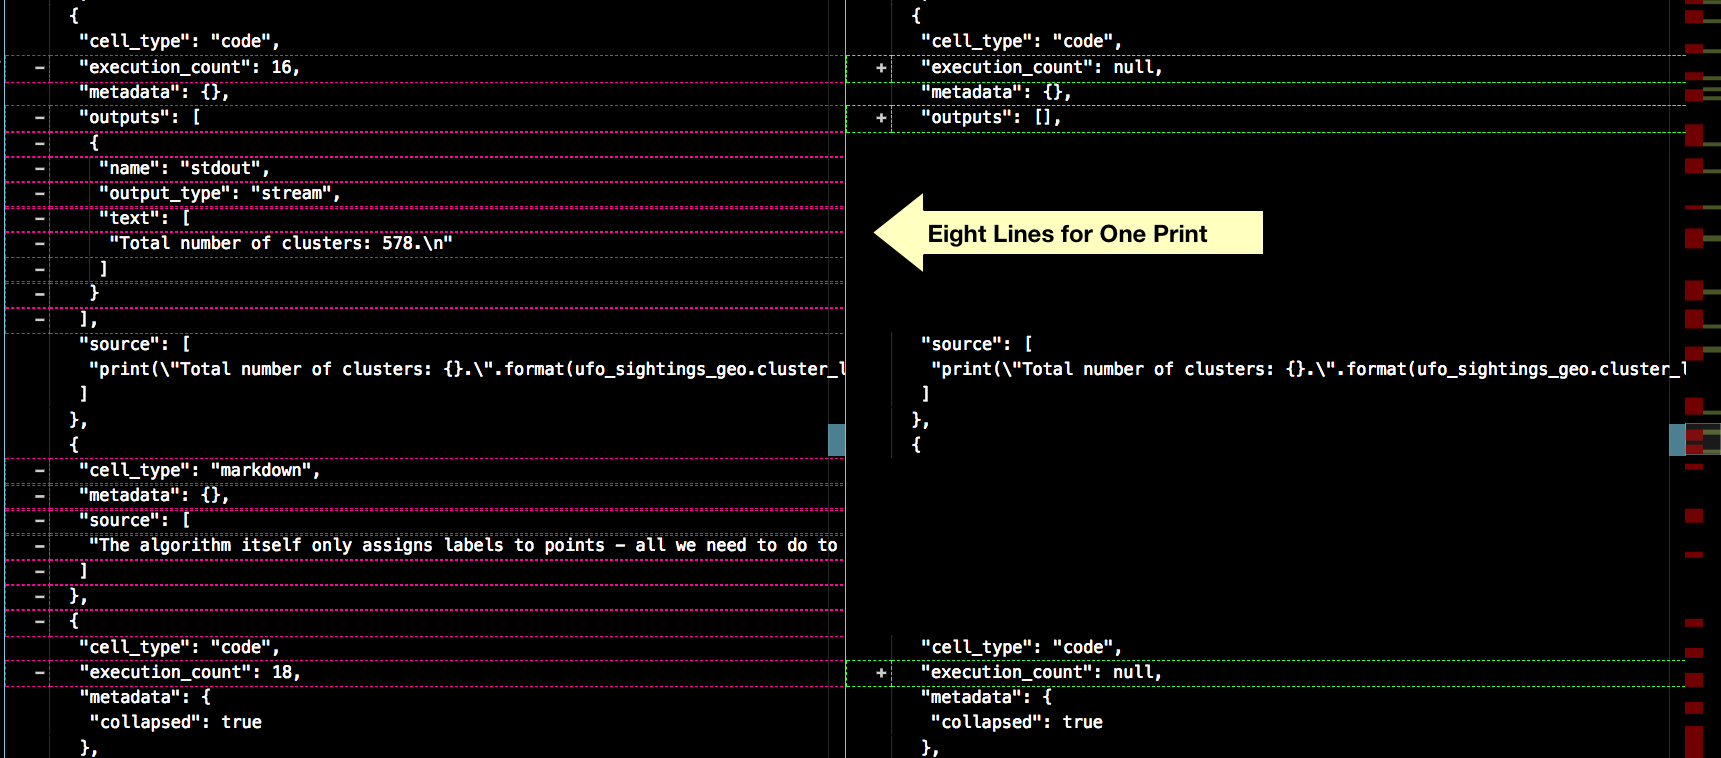 {
"cell_type": "code",
− "execution_count": 16,
"metadata": {},
− "outputs": [
− {
− "name": "stdout",
− "output_type": "stream",
− "text": [
− "Total number of clusters: 578.\n"
− ]
− }
− ],
"source": [
"print(\"Total number of clusters: {}.\".format(ufo_sightings_geo.cluster_l
]
},
{
− "cell_type": "markdown",
− "metadata": {},
− "source": [
− "The algorithm itself only assigns labels to points – all we need to do to
− ]
− },
− {
"cell_type": "code",
− "execution_count": 18,
"metadata": {
"collapsed": true
},
{
"cell_type": "code",
+ "execution_count": null,
"metadata": {},
+ "outputs": [],
Eight Lines for One Print
"source": [
"print(\"Total number of clusters: {}.\".format(ufo_sightings_geo.cluster_l
]
},
{
"cell_type": "code",
+ "execution_count": null,
"metadata": {
"collapsed": true
},